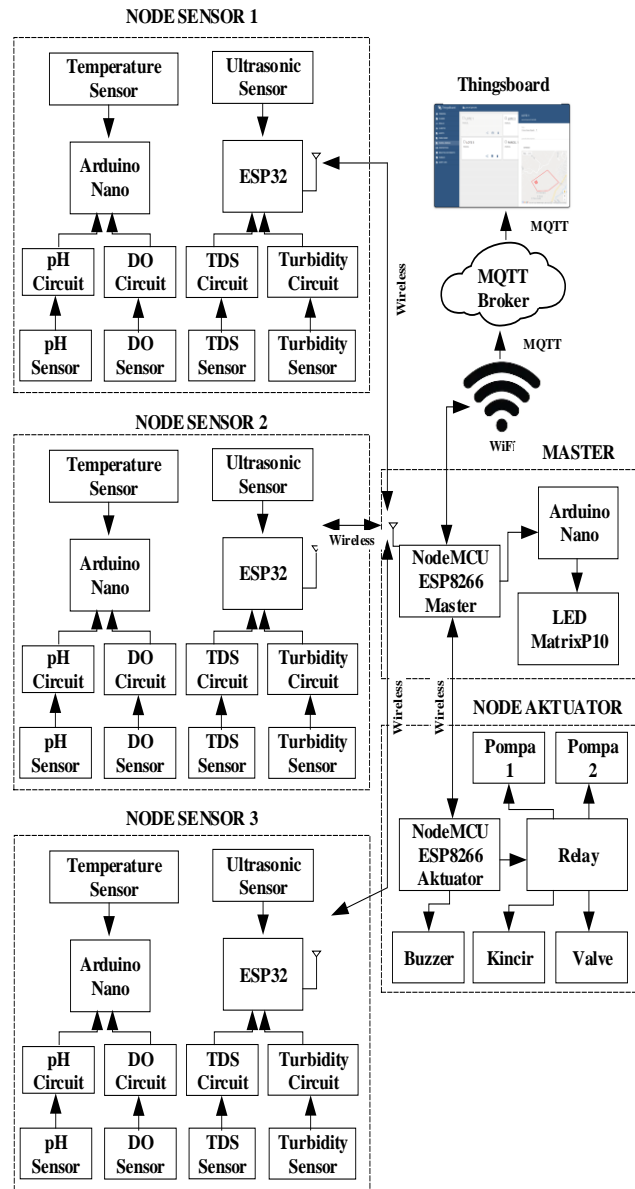 NODE SENSOR 1
Temperature
Sensor
Ultrasonic
Sensor
Arduino
Nano
ESP32
pH
Circuit
DO
Circuit
TDS
Circuit
Turbidity
Circuit
pH
Sensor
DO
Sensor
TDS
Sensor
Turbidity
Sensor
Wireless
Thingsboard
MQTT
MQTT
Broker
MQTT
WiFi
NODE SENSOR 2
Temperature
Sensor
Ultrasonic
Sensor
Arduino
Nano
ESP32
pH
Circuit
DO
Circuit
TDS
Circuit
Turbidity
Circuit
pH
Sensor
DO
Sensor
TDS
Sensor
Turbidity
Sensor
Wireless
MASTER
NodeMCU
ESP8266
Master
Arduino
Nano
LED
MatrixP10
Wireless
Wireless
NODE AKTUATOR
Pompa
1
Pompa
2
NodeMCU
ESP8266
Aktuator
Relay
Buzzer
Kincir
Valve
NODE SENSOR 3
Temperature
Sensor
Ultrasonic
Sensor
Arduino
Nano
ESP32
pH
Circuit
DO
Circuit
TDS
Circuit
Turbidity
Circuit
pH
Sensor
DO
Sensor
TDS
Sensor
Turbidity
Sensor